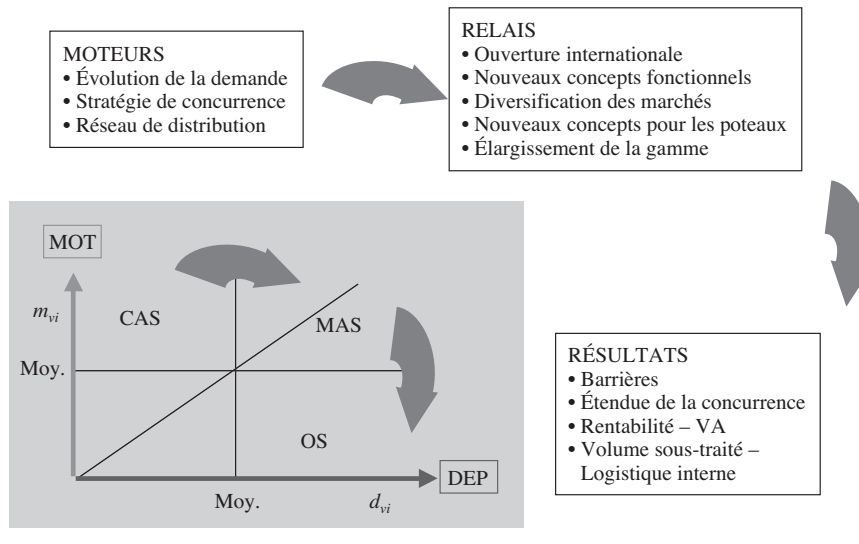 MOTEURS
• Évolution de la demande
• Stratégie de concurrence
• Réseau de distribution
RELAIS
• Ouverture internationale
• Nouveaux concepts fonctionnels
• Diversification des marchés
• Nouveaux concepts pour les poteaux
• Élargissement de la gamme
MOT
m_vi
CAS
MAS
Moy.
OS
DEP
Moy.
d_vi
RÉSULTATS
• Barrières
• Étendue de la concurrence
• Rentabilité – VA
• Volume sous-traité –
Logistique interne